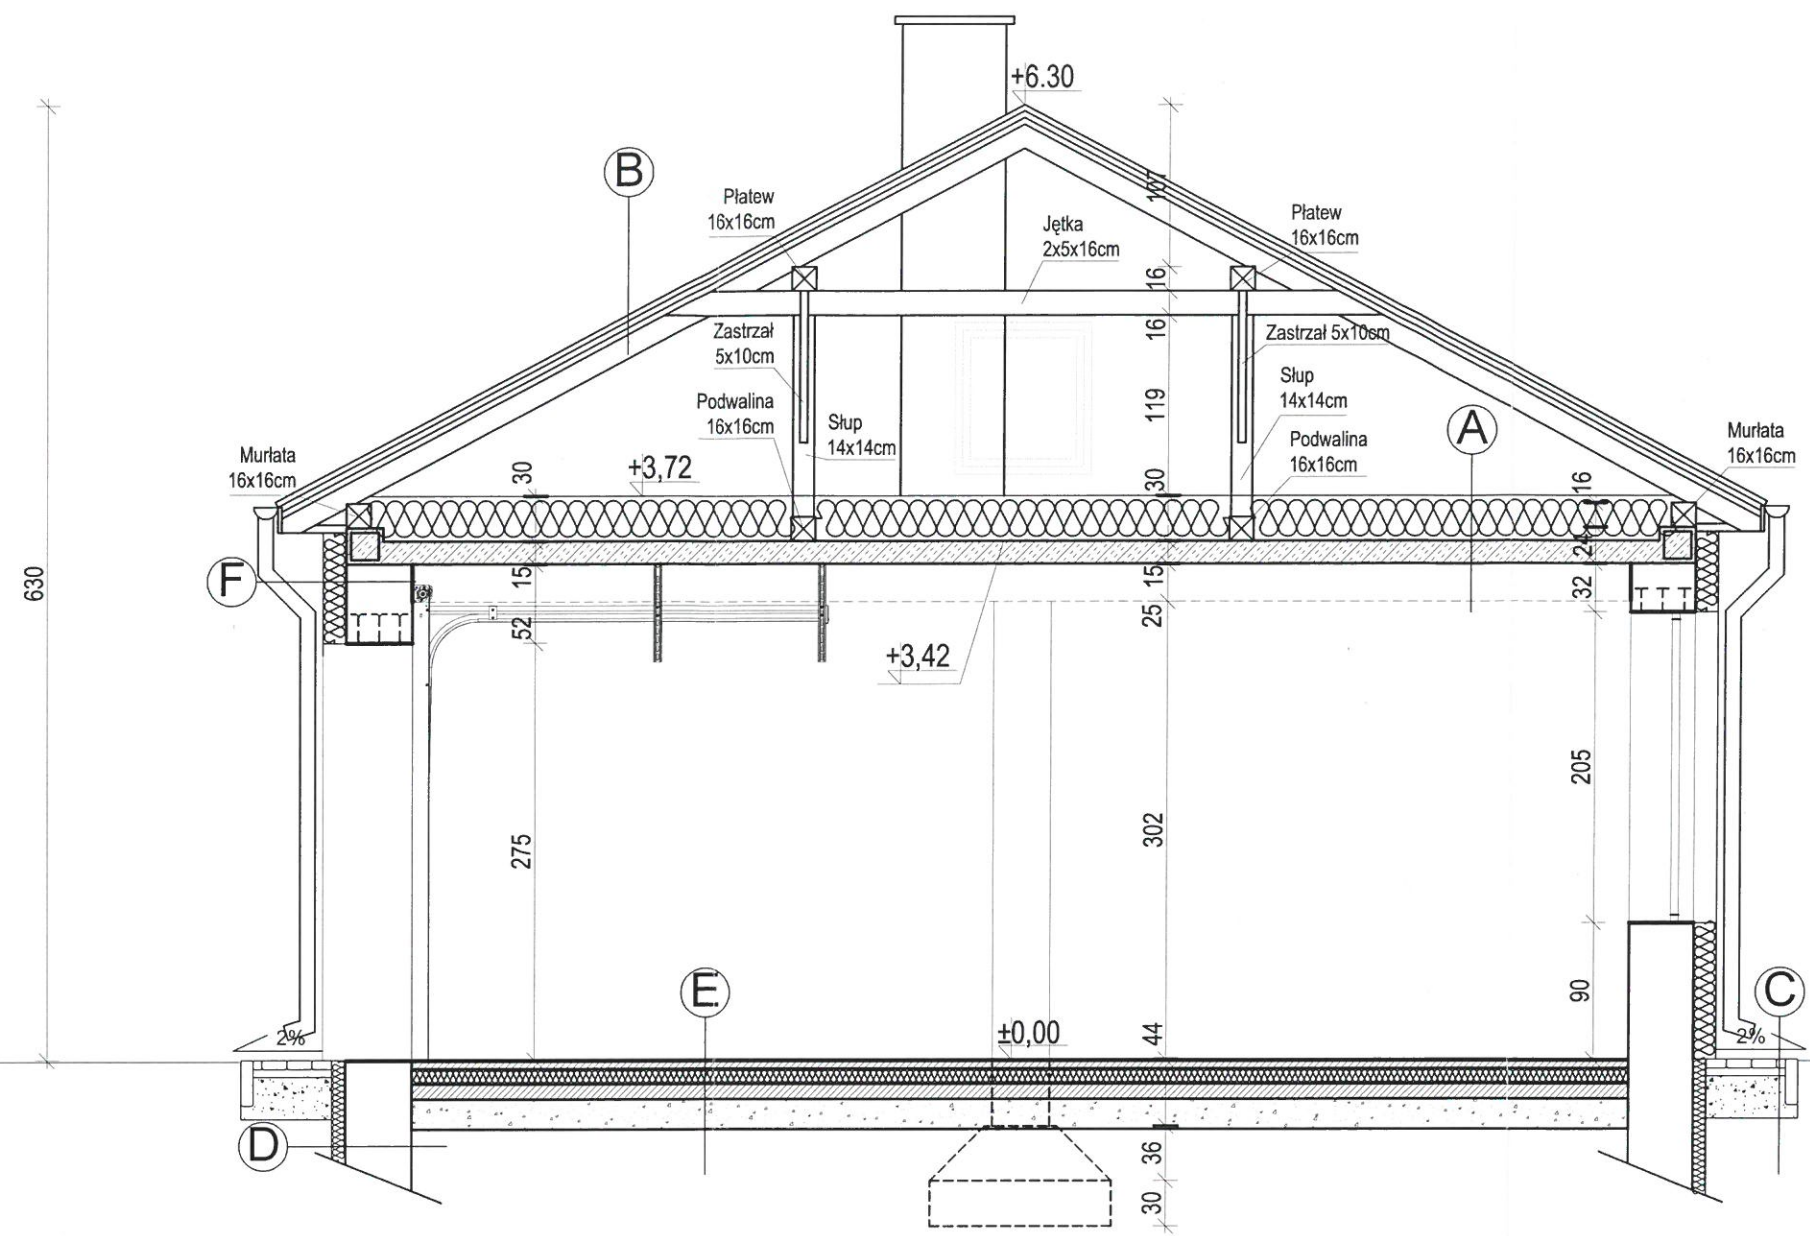 +6.30
B
107
Płatew
16x16cm
Płatew
16x16cm
Jętka
2x5x16cm
16
16
Zastrzał
5x10cm
Zastrzał 5x10cm
Słup
14x14cm
119
Podwalina
16x16cm
Słup
14x14cm
A
Podwalina
16x16cm
Murłata
16x16cm
Murłata
16x16cm
30
+3,72
30
16
24
F
15
15
32
630
52
25
+3,42
205
275
302
E
90
C
2%
±0,00
44
2%
D
36
30